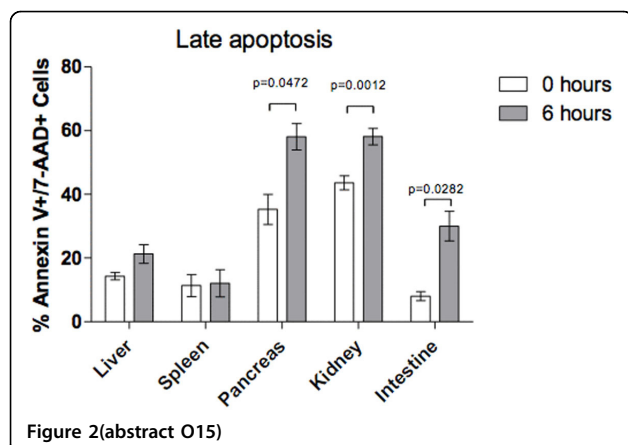 Late apoptosis
% Annexin V+/7-AAD+ Cells
80
60
40
20
0
p=0.0472
p=0.0012
p=0.0282
0 hours
6 hours
Liver
Spleen
Pancreas
Kidney
Intestine
Figure 2(abstract O15)